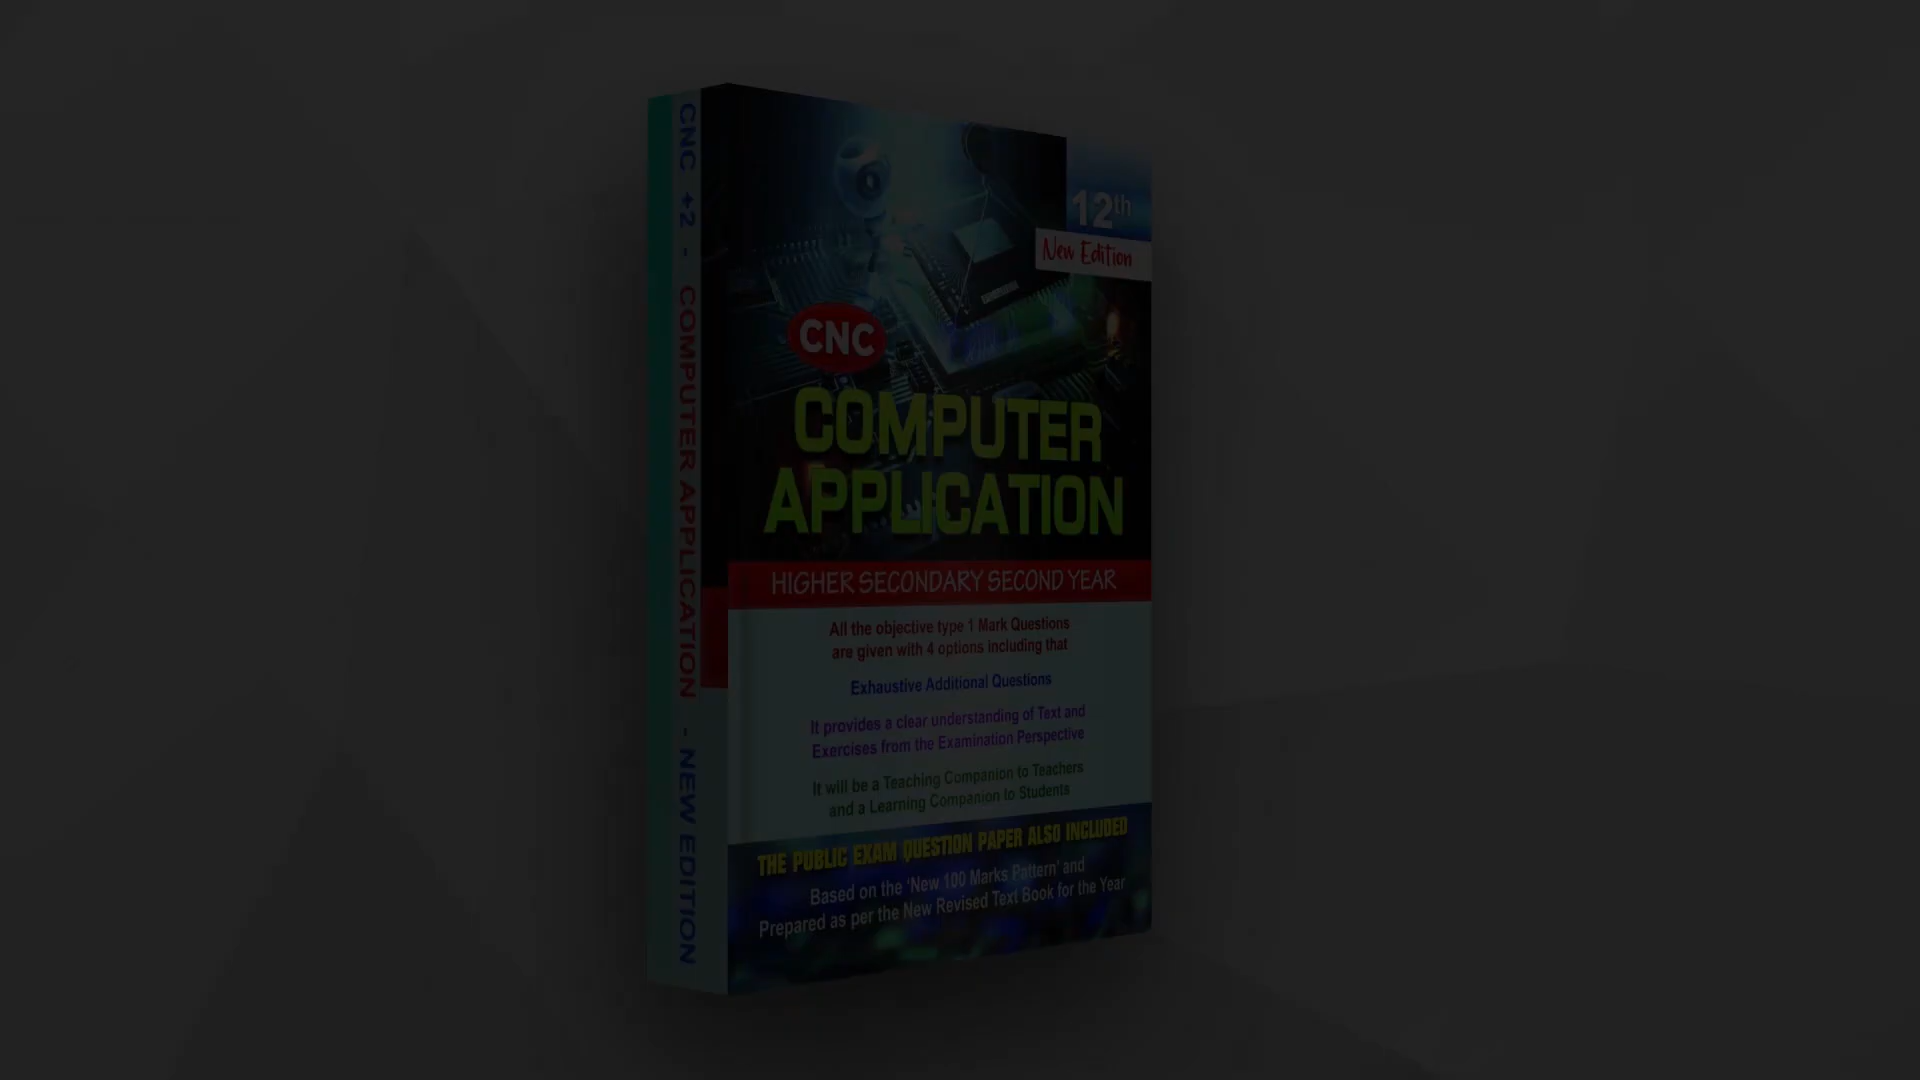 CNC +2 - COMPUTER APPLICATION - NEW EDITION
12th
New Edition
CNC
COMPUTER
APPLICATION
HIGHER SECONDARY SECOND YEAR
All the objective type 1 Mark Questions
are given with 4 options including that
Exhaustive Additional Questions
It provides a clear understanding of Text and
Exercises from the Examination Perspective
It will be a Teaching Companion to Teachers
and a Learning Companion to Students
THE PUBLIC EXAM QUESTION PAPER ALSO INCLUDED
Based on the ‘New 100 Marks Pattern’ and
Prepared as per the New Revised Text Book for the Year